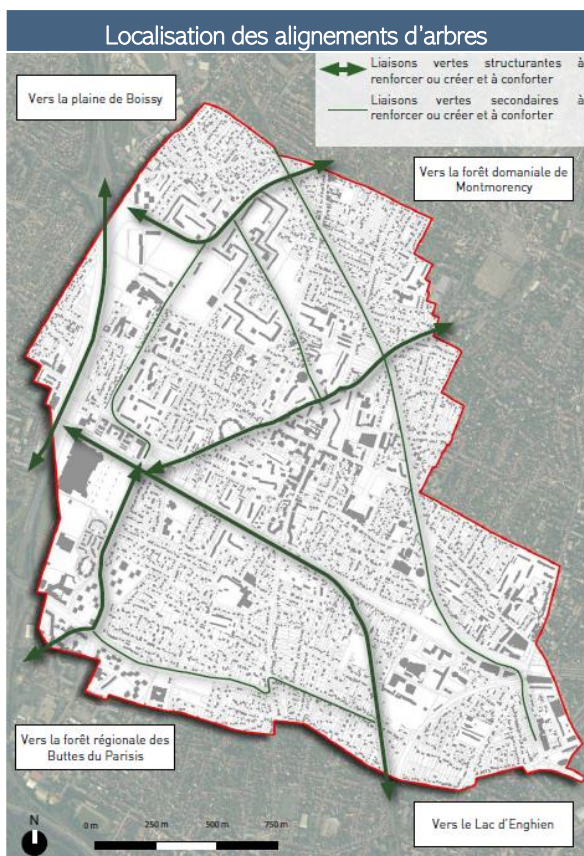 Localisation des alignements d'arbres
Liaisons vertes structurantes à
renforcer ou créer et à conforter
Liaisons vertes secondaires à
renforcer ou créer et à conforter
Vers la plaine de Boissy
Vers la forêt domaniale de
Montmorency
Vers la forêt régionale des
Buttes du Parisis
Vers le Lac d'Enghien
N
0 m 250 m 500 m 750 m